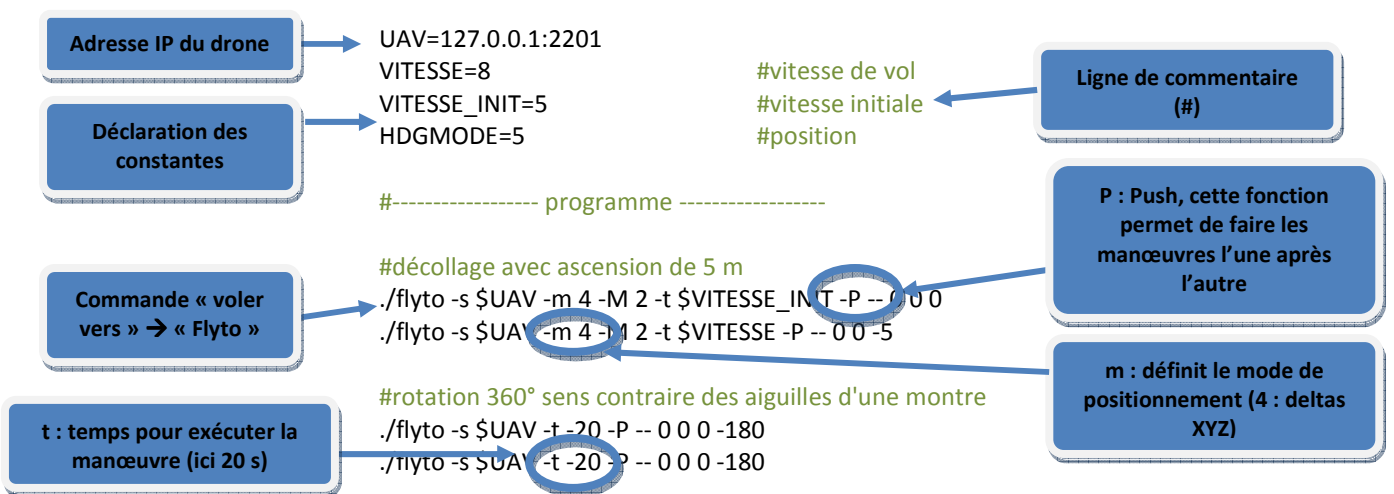 Adresse IP du drone
UAV=127.0.0.1:2201
VITESSE=8 #vitesse de vol
VITESSE_INIT=5 #vitesse initiale
HDGMODE=5 #position
Ligne de commentaire
(#)
Déclaration des
constantes
#------------------ programme ------------------
P : Push, cette fonction
permet de faire les
manœuvres l’une après
l’autre
#décollage avec ascension de 5 m
./flyto -s $UAV -m 4 -M 2 -t $VITESSE_INIT -P -- 0 0 0
./flyto -s $UAV -m 4 -M 2 -t $VITESSE -P -- 0 0 -5
Commande « voler
vers » → « Flyto »
m : définit le mode de
positionnement (4 : deltas
XYZ)
#rotation 360° sens contraire des aiguilles d'une montre
./flyto -s $UAV -t -20 -P -- 0 0 0 -180
./flyto -s $UAV -t -20 -P -- 0 0 0 -180
t : temps pour exécuter la
manœuvre (ici 20 s)